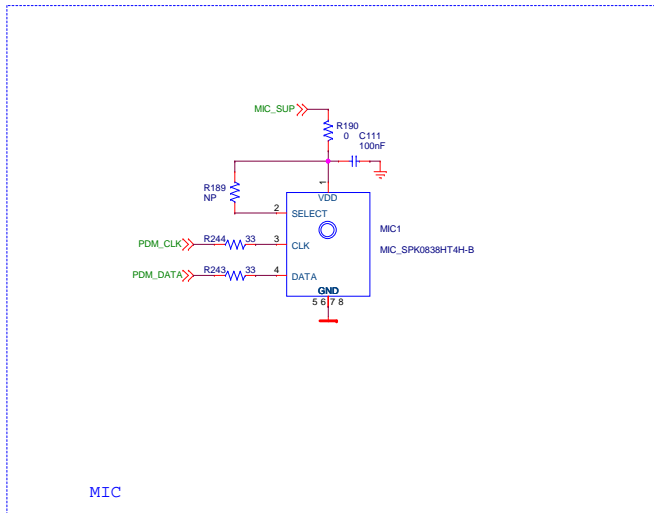 MIC_SUP
R190
0
C111
100nF
1
VDD
R189
NP
2
SELECT
MIC1
PDM_CLK
R244
33
3
CLK
MIC_SPK0838HT4H-B
PDM_DATA
R243
33
4
DATA
GND
5 6 7 8
MIC